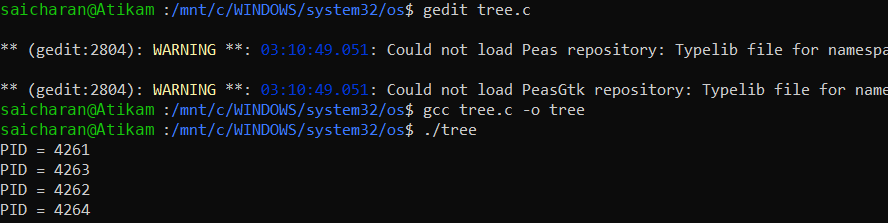 saicharan@Atikam :/mnt/c/WINDOWS/system32/os$ gedit tree.c
** (gedit:2804): WARNING **: 03:10:49.051: Could not load Peas repository: Typelib file for namespa
** (gedit:2804): WARNING **: 03:10:49.051: Could not load PeasGtk repository: Typelib file for name
saicharan@Atikam :/mnt/c/WINDOWS/system32/os$ gcc tree.c -o tree
saicharan@Atikam :/mnt/c/WINDOWS/system32/os$ ./tree
PID = 4261
PID = 4263
PID = 4262
PID = 4264